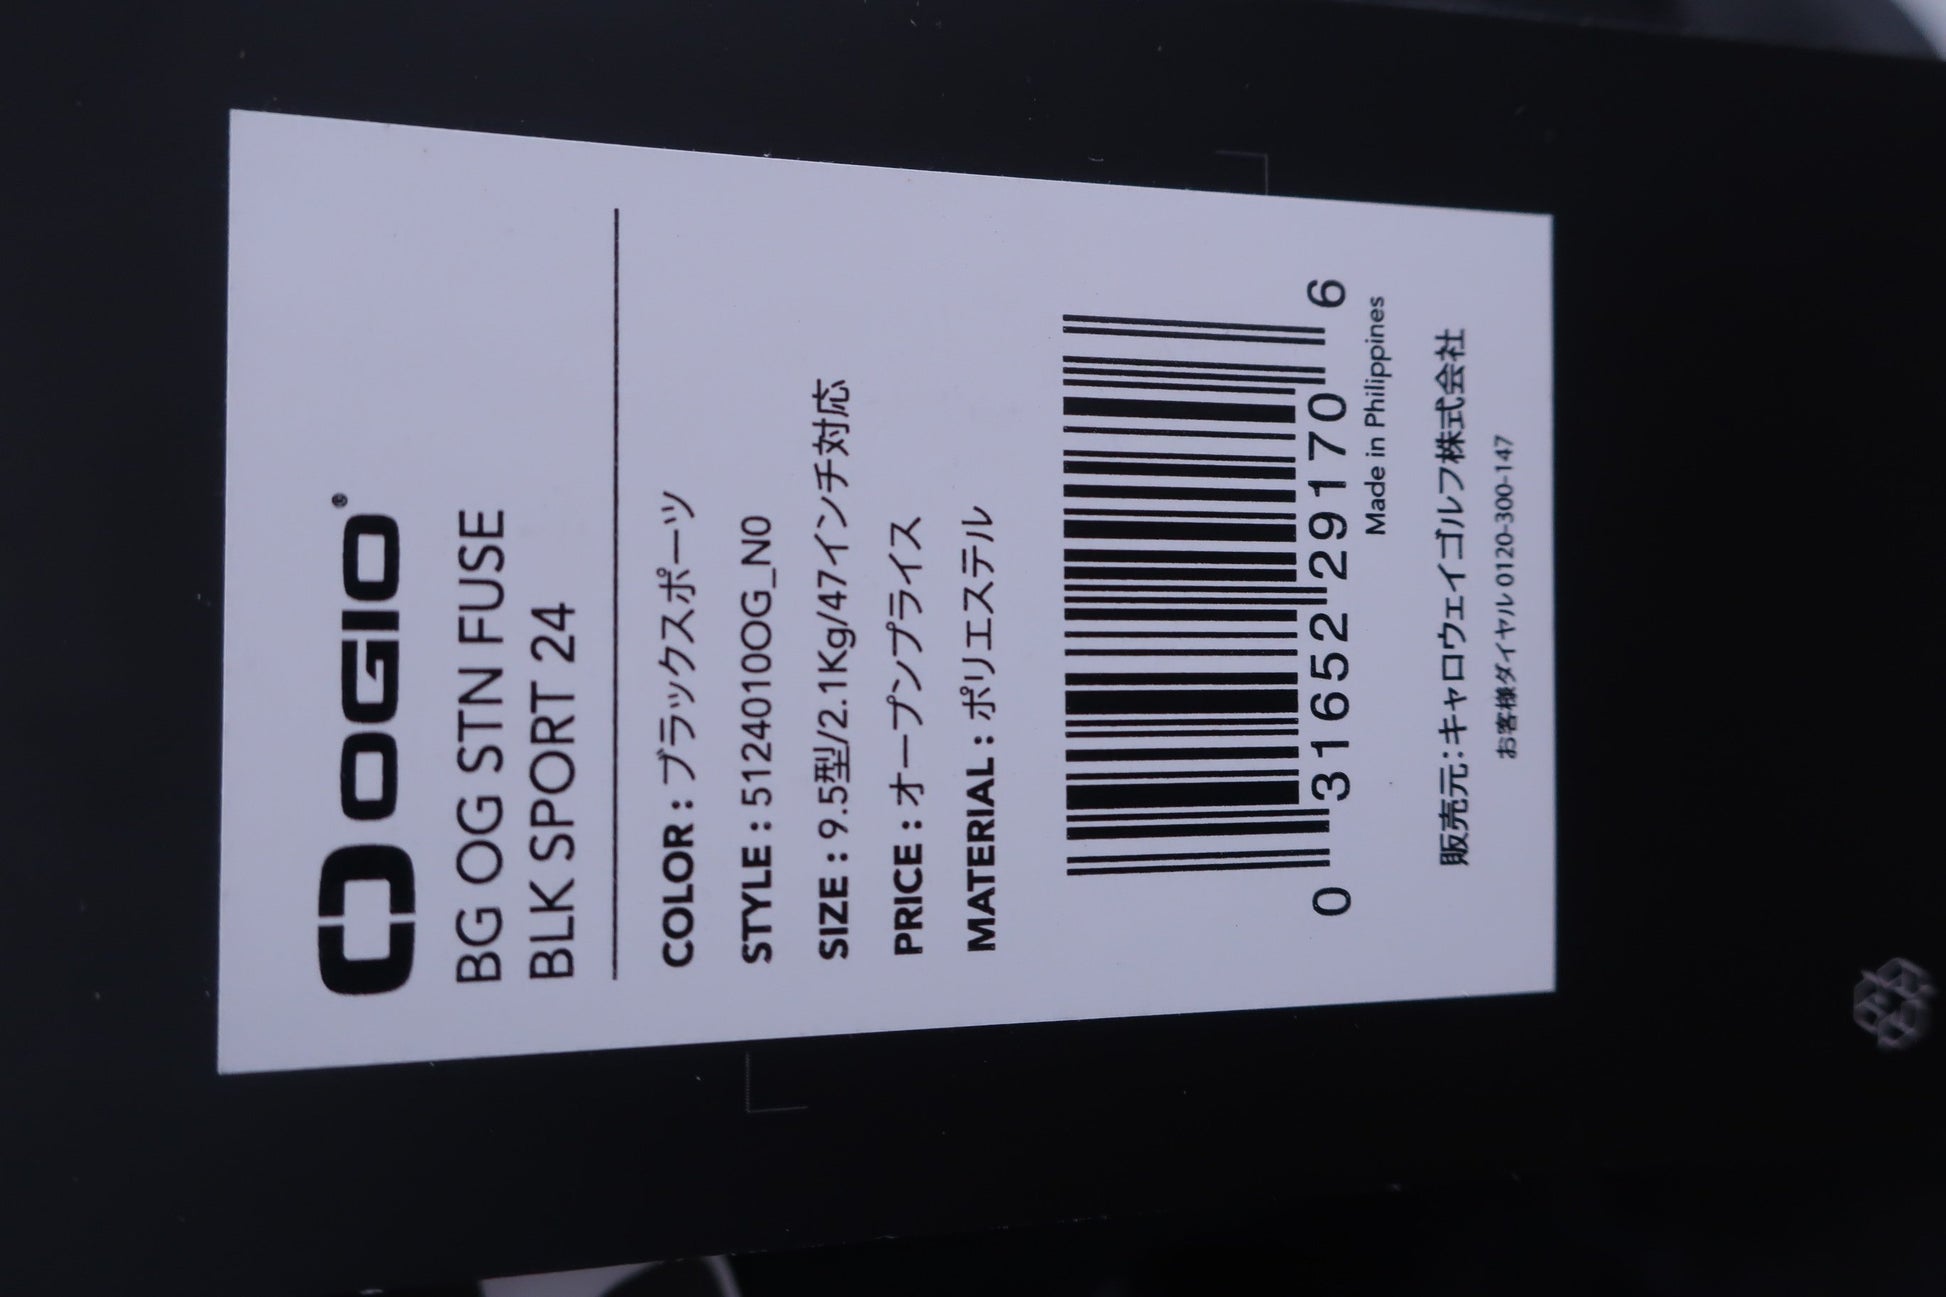 OGIO®
BG OG STN FUSE
BLK SPORT 24
COLOR : ブラックスポーツ
STYLE : 5124010OG_N0
SIZE : 9.5型/2.1Kg/47インチ対応
PRICE : オープンプライス
MATERIAL : ポリエステル
0 31652 29170 6
Made in Philippines
販売元：キャロウェイゴルフ株式会社
お客様ダイヤル 0120-300-147